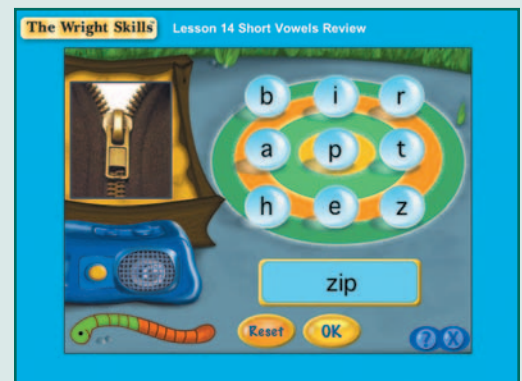 The Wright Skills Lesson 14 Short Vowels Review
b i r
a p t
h e z
zip
Reset OK ? X